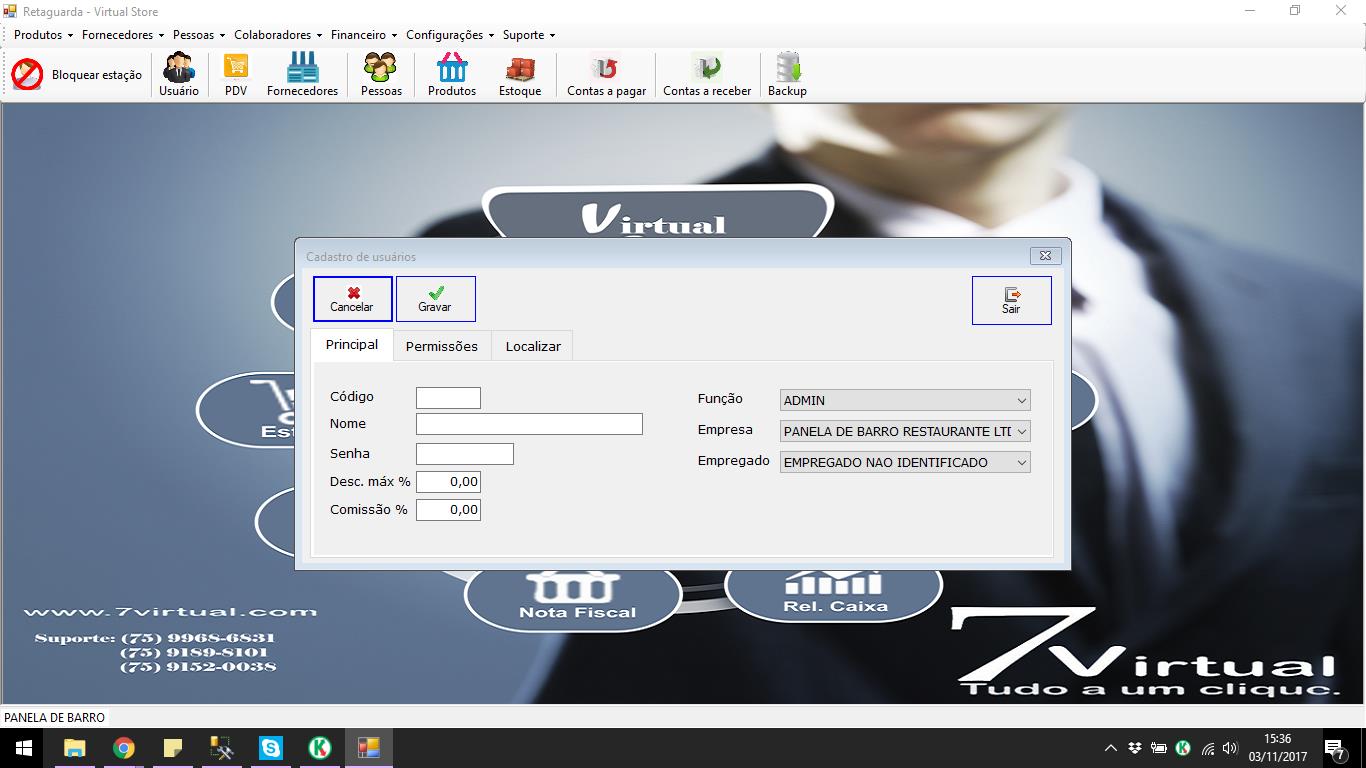 Retaguarda - Virtual Store
Produtos Fornecedores Pessoas Colaboradores Financeiro Configurações Suporte
Bloquear estação Usuário PDV Fornecedores Pessoas Produtos Estoque Contas a pagar Contas a receber Backup
Virtual
Cadastro de usuários
Cancelar Gravar Sair
Principal Permissões Localizar
Código
Nome
Senha
Desc. máx % 0,00
Comissão % 0,00
Função ADMIN
Empresa PANELA DE BARRO RESTAURANTE LTD
Empregado EMPREGADO NAO IDENTIFICADO
Es
Nota Fiscal
Rel. Caixa
www.7virtual.com
Suporte: (75) 9968-6831
(75) 9189-8101
(75) 9152-0038
7Virtual
Tudo a um clique.
PANELA DE BARRO
15:36
03/11/2017
7